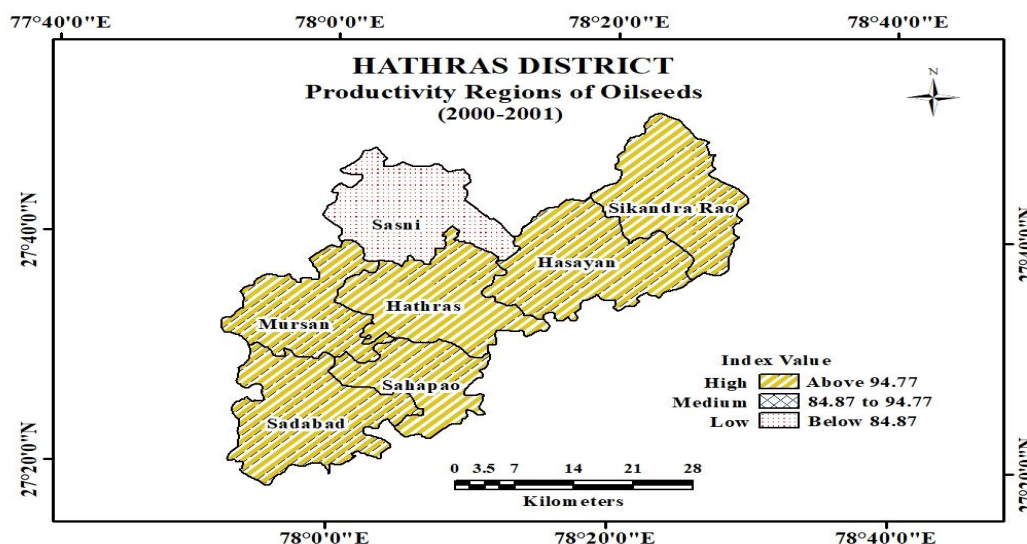 77°40'0"E 78°0'0"E 78°20'0"E 78°40'0"E
HATHRAS DISTRICT
Productivity Regions of Oilseeds
(2000-2001)
N
27°40'0"N
27°20'0"N
27°40'0"N
27°20'0"N
Sikandra Rao
Sasni
Hasayan
Hathras
Mursan
Sahapao
Sadabad
Index Value
High Above 94.77
Medium 84.87 to 94.77
Low Below 84.87
0 3.5 7 14 21 28
Kilometers
78°0'0"E 78°20'0"E 78°40'0"E